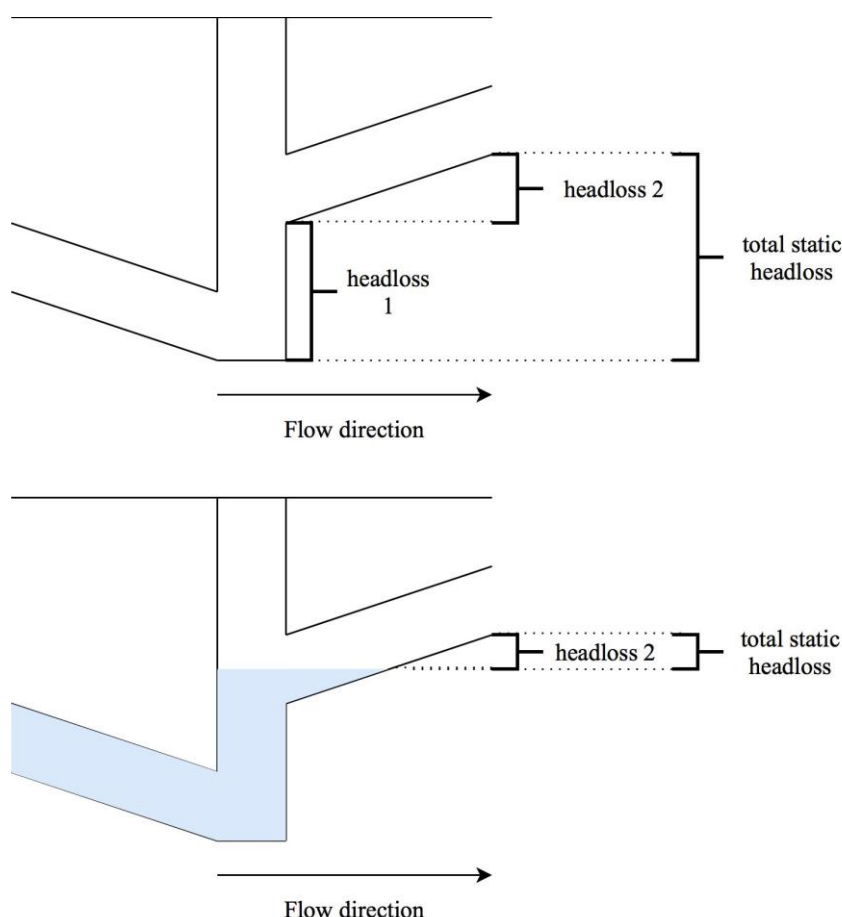 headloss 2
total static
headloss
headloss
1
Flow direction
headloss 2
total static
headloss
Flow direction